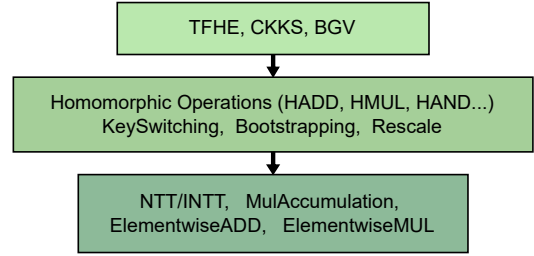 TFHE, CKKS, BGV
Homomorphic Operations (HADD, HMUL, HAND...)
KeySwitching, Bootstrapping, Rescale
NTT/INTT, MulAccumulation,
ElementwiseADD, ElementwiseMUL